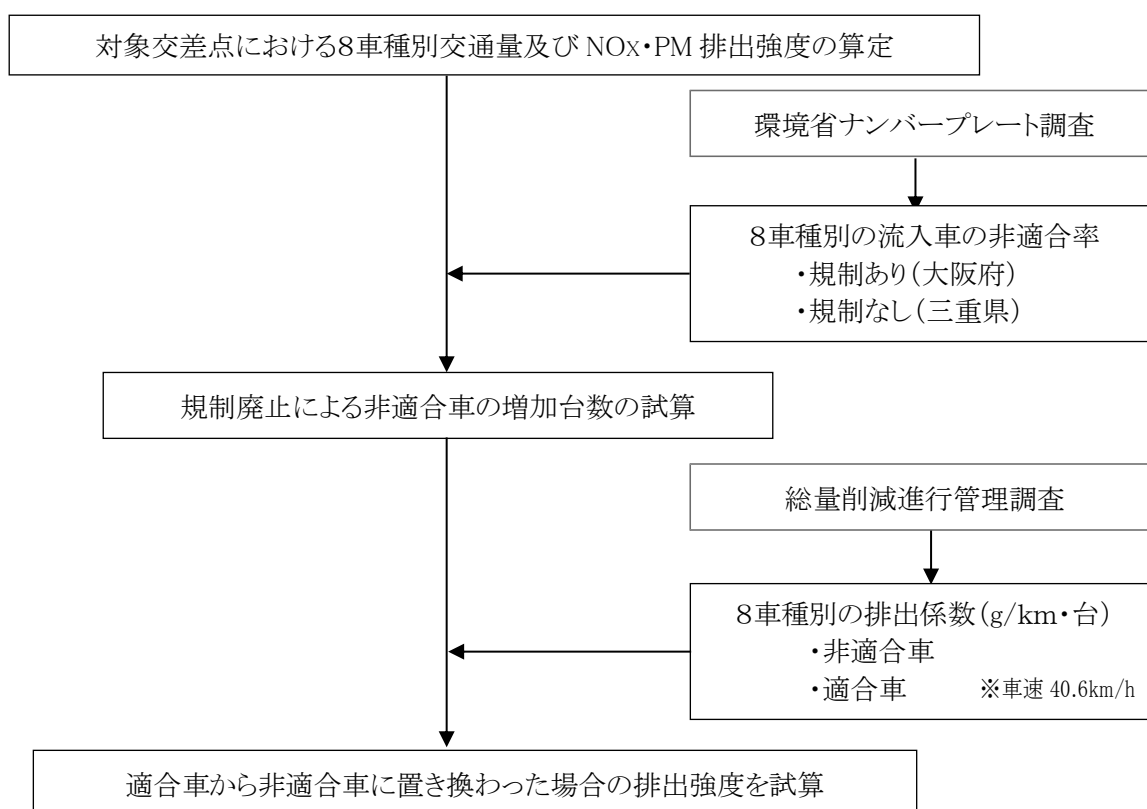 対象交差点における8車種別交通量及び NOx・PM 排出強度の算定
環境省ナンバープレート調査
8車種別の流入車の非適合率
・規制あり(大阪府)
・規制なし(三重県)
規制廃止による非適合車の増加台数の試算
総量削減進行管理調査
8車種別の排出係数(g/km・台)
・非適合車
・適合車 ※車速 40.6km/h
適合車から非適合車に置き換わった場合の排出強度を試算